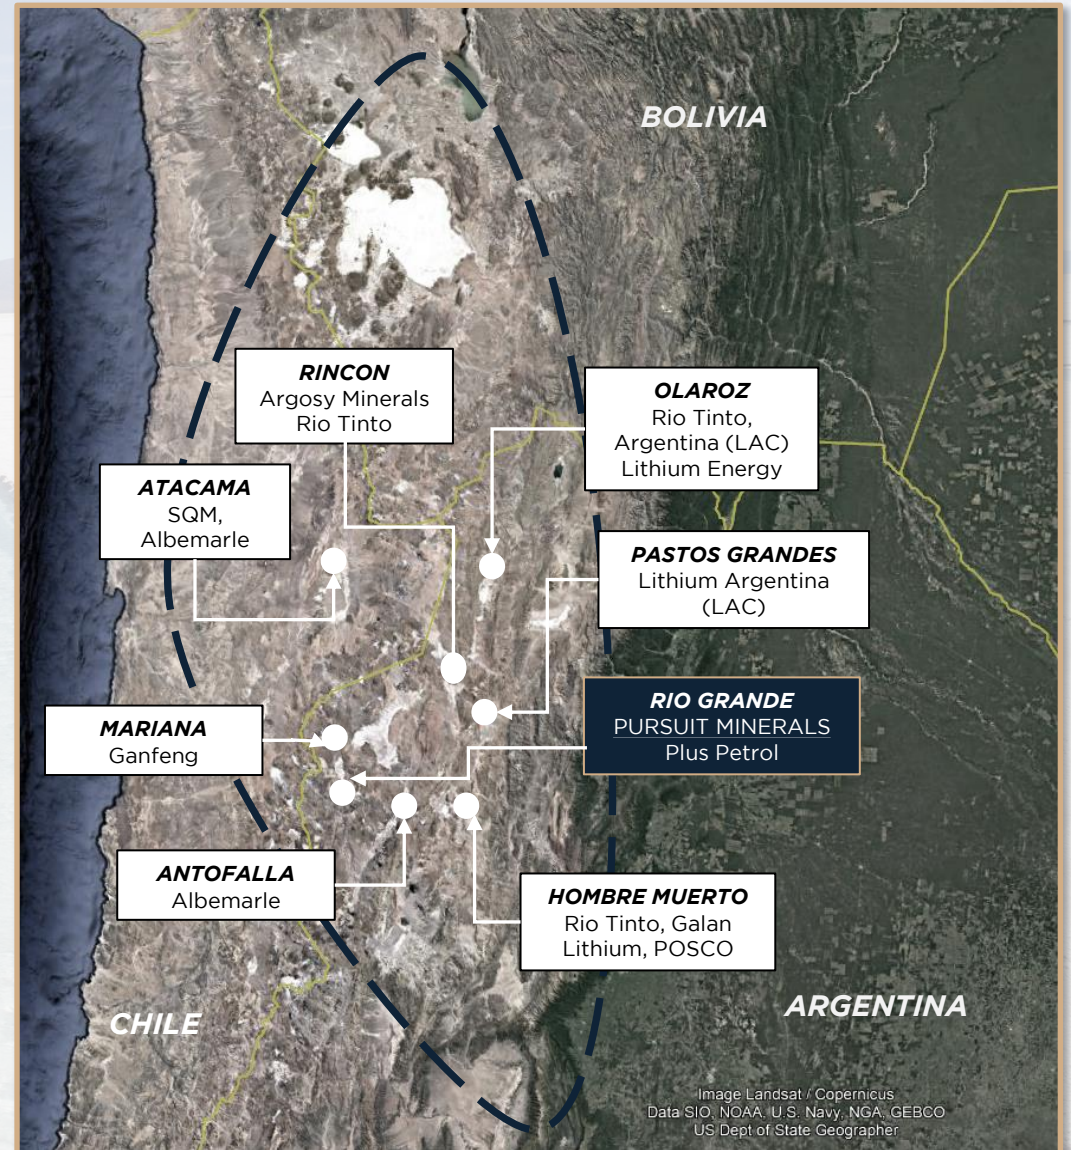 BOLIVIA
RINCON
Argosy Minerals
Rio Tinto
OLAROZ
Rio Tinto,
Argentina (LAC)
Lithium Energy
ATACAMA
SQM,
Albemarle
PASTOS GRANDES
Lithium Argentina
(LAC)
RIO GRANDE
PURSUIT MINERALS
Plus Petrol
MARIANA
Ganfeng
ANTOFALLA
Albemarle
HOMBRE MUERTO
Rio Tinto, Galan
Lithium, POSCO
CHILE
ARGENTINA
Image Landsat / Copernicus
Data SIO, NOAA, U.S. Navy, NGA, GEBCO
US Dept of State Geographer